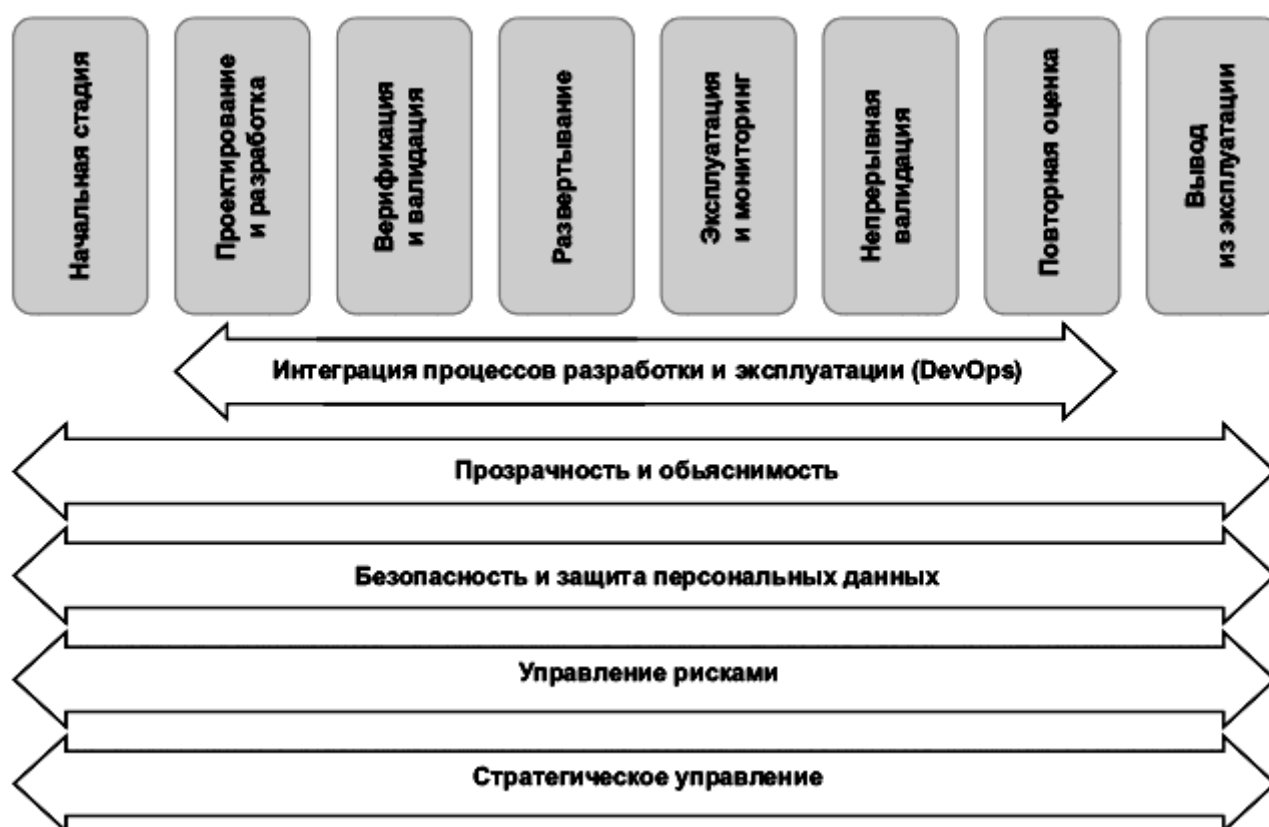 Начальная стадия
Проектирование
и разработка
Верификация
и валидация
Развертывание
Эксплуатация
и мониторинг
Непрерывная
валидация
Повторная оценка
Вывод
из эксплуатации
Интеграция процессов разработки и эксплуатации (DevOps)
Прозрачность и обьяснимость
Безопасность и защита персональных данных
Управление рисками
Стратегическое управление